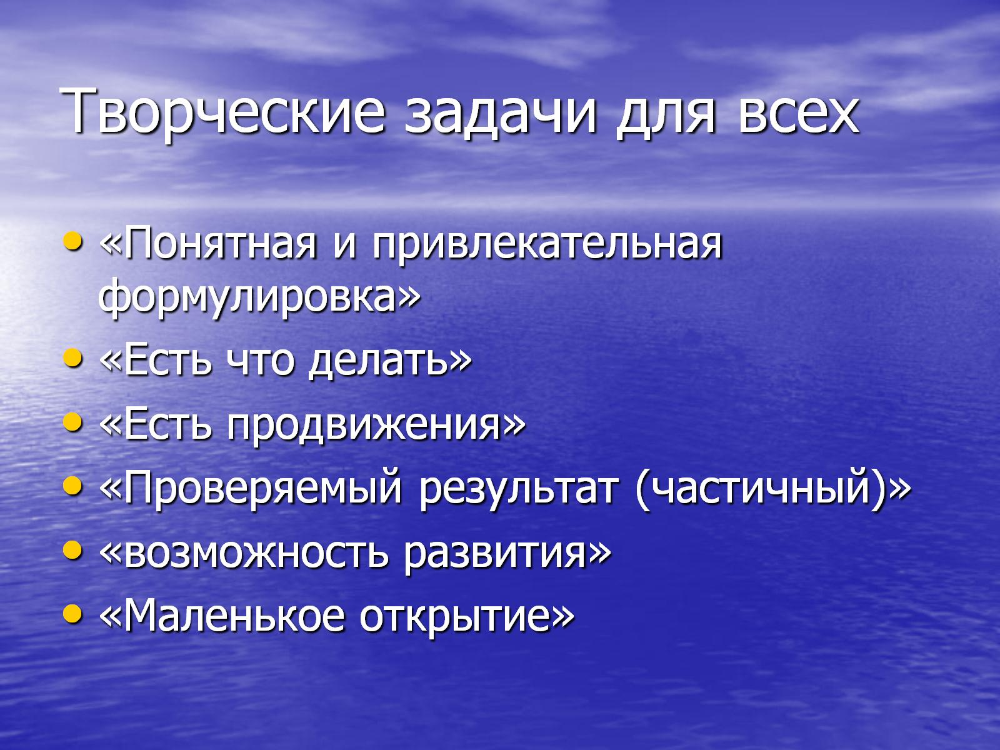 Творческие задачи для всех
• «Понятная и привлекательная
формулировка»
• «Есть что делать»
• «Есть продвижения»
• «Проверяемый результат (частичный)»
• «возможность развития»
• «Маленькое открытие»